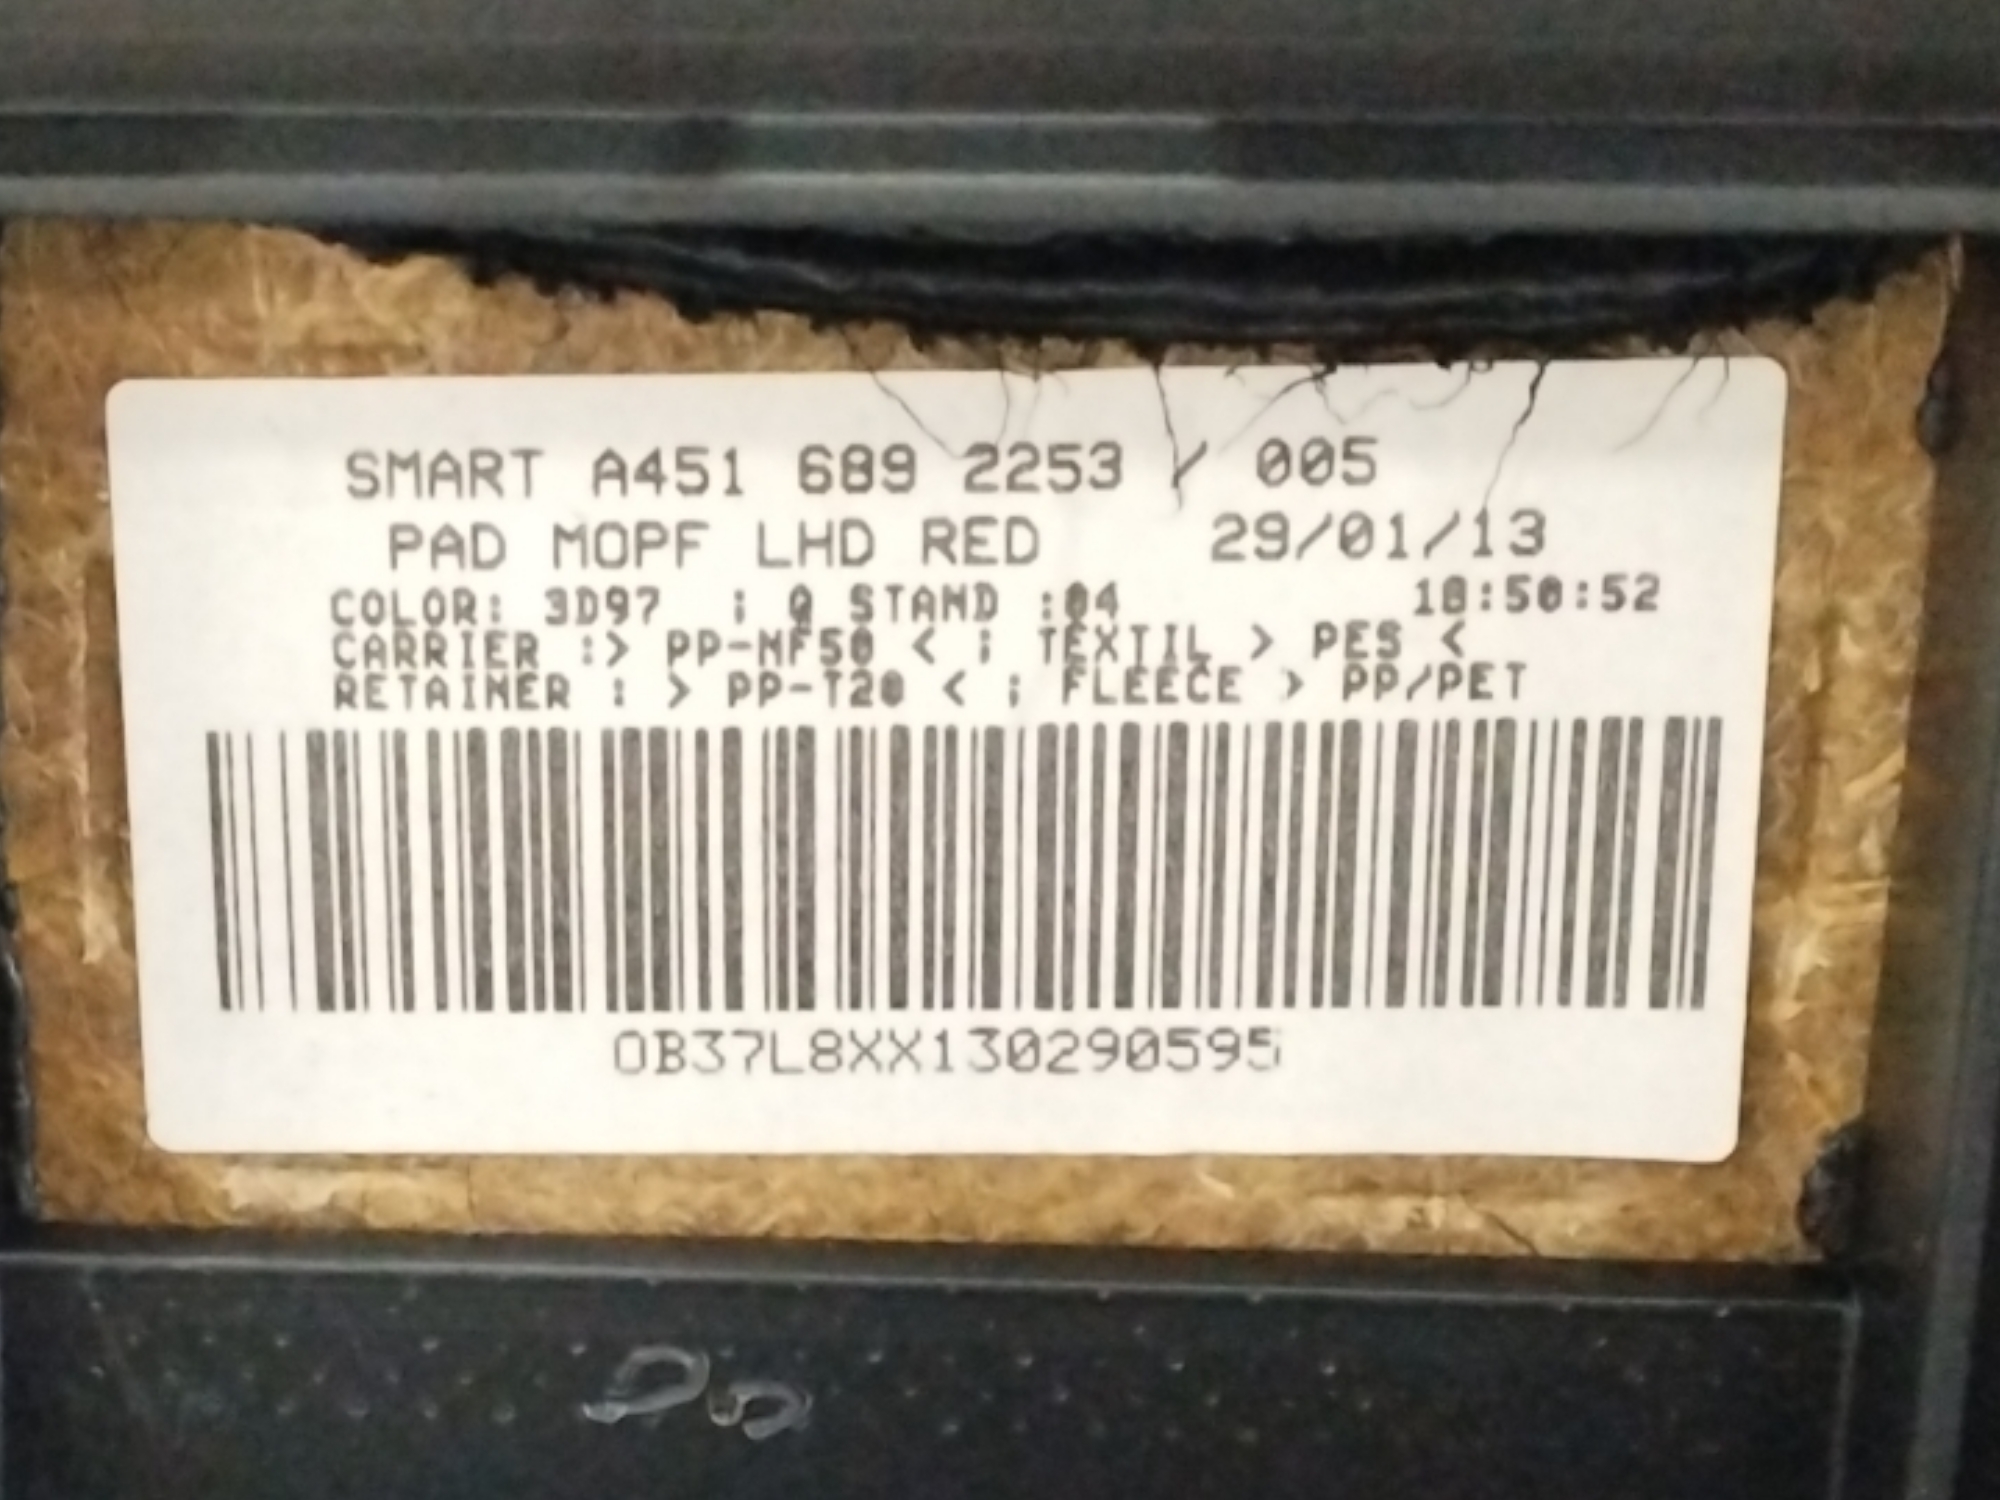 SMART A451 689 2253 / 005
PAD MOPF LHD RED 29/01/13
COLOR: 3D97 ; Q STAND :04 18:50:52
CARRIER :> PP-NF50 < ; TEXTIL > PES <
RETAINER : > PP-T20 < ; FLEECE > PP/PET
0B37L8XX130290595